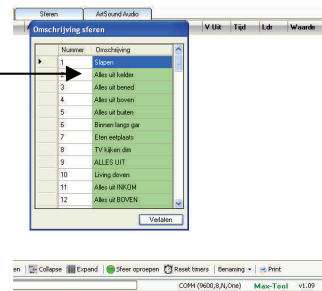 Sferen ArtSound Audio
Omschrijving sferen
V Uit Tijd Ldr Waarde
Nummer Omschrijving
1 Slapen
2 Alles uit kelder
3 Alles uit bened
4 Alles uit boven
5 Alles uit buiten
6 Binnen langs gar
7 Eten eetplaats
8 TV kijken dim
9 ALLES UIT
10 Living doven
11 Alles uit INKOM
12 Alles uit BOVEN
Verlaten
en Collapse Expand Sfeer oproepen Reset timers Benaming Print
COM4 (9600,8,N,One) Max-Tool v1.09